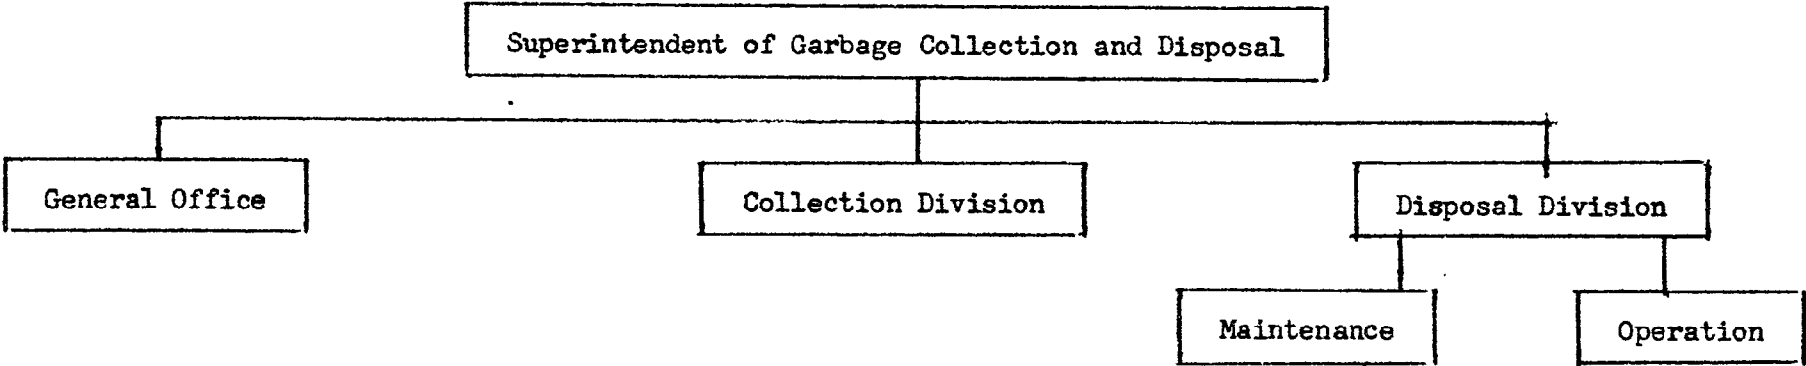 Superintendent of Garbage Collection and Disposal
General Office
Collection Division
Disposal Division
Maintenance
Operation